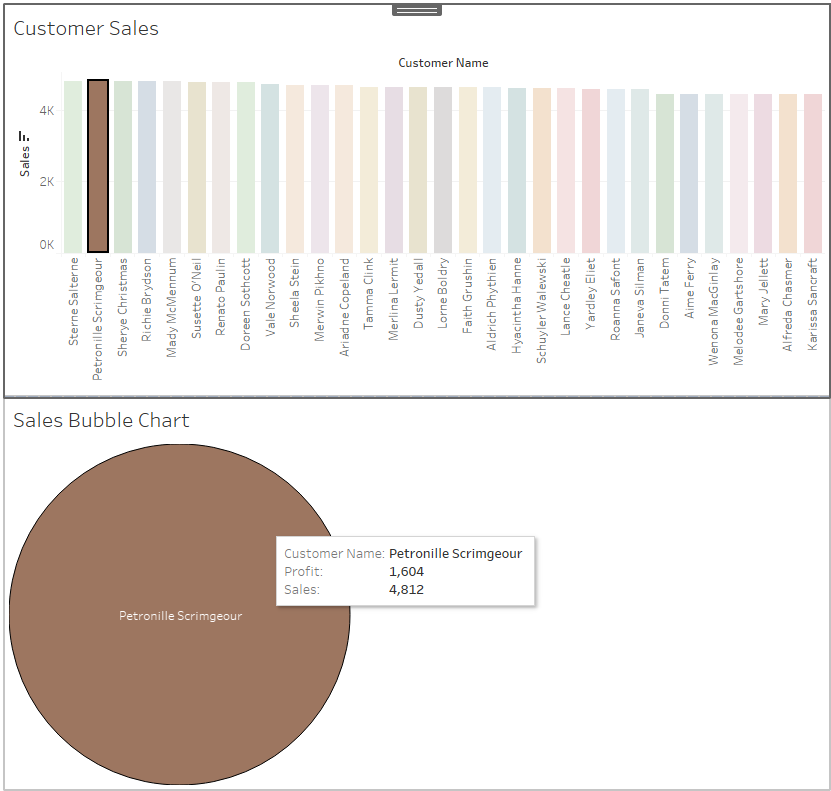 Customer Sales
Customer Name
Sales
4K
2K
0K
Sterne Salterne
Petronille Scrimgeour
Sherye Christmas
Richie Brydson
Mady McMennum
Susette O'Neil
Renato Paulin
Doreen Sothcott
Vale Norwood
Sheela Stein
Merwin Pikhno
Ariadne Copeland
Tamma Clink
Merlina Lermit
Dusty Yedall
Lorne Boldry
Faith Grushin
Aldrich Phythien
Hyacintha Hanne
Schuyler Walewski
Lance Cheatle
Yardley Eliet
Roanna Safont
Janeva Silman
Donni Tatem
Aime Ferry
Wenona MacGinlay
Melodee Gartshore
Mary Jellett
Alfreda Chasmer
Karissa Sancraft
Sales Bubble Chart
Petronille Scrimgeour
Customer Name: Petronille Scrimgeour
Profit: 1,604
Sales: 4,812